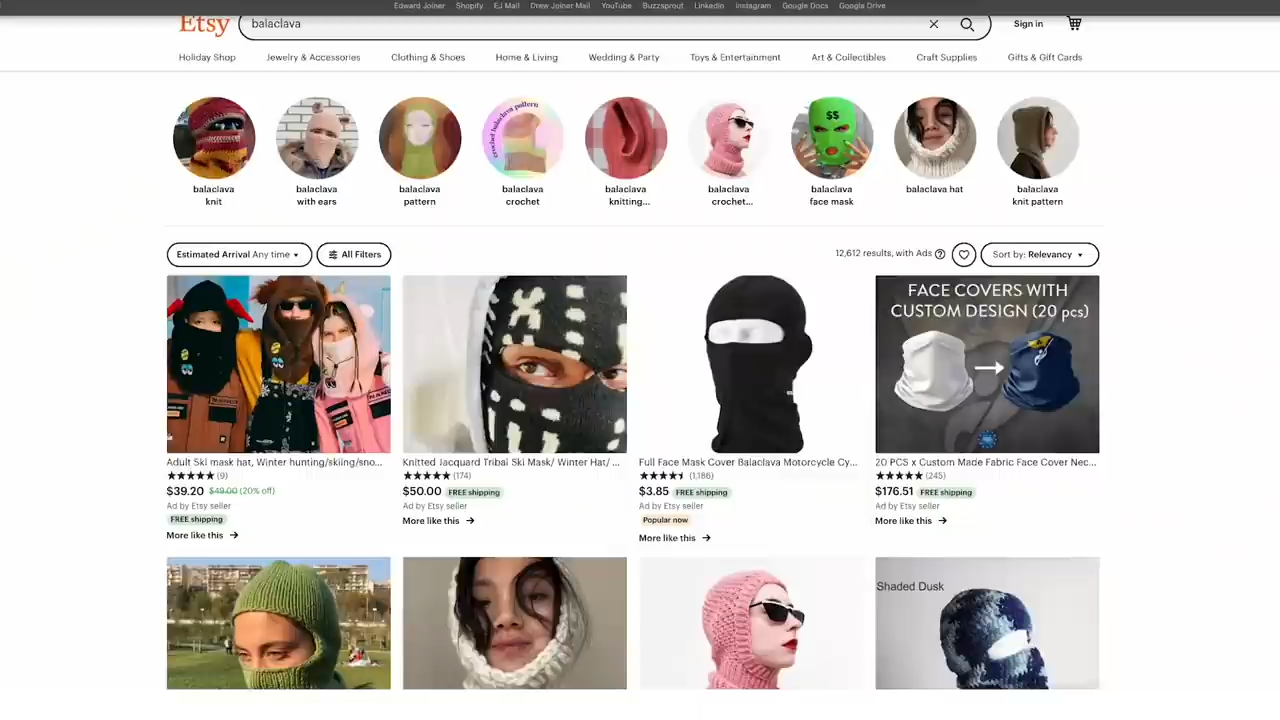 Edward Joiner Shopify EJ Mail Drew Joiner Mail YouTube Buzzsprout LinkedIn Instagram Google Docs Google Drive
Etsy balaclava Sign in
Holiday Shop Jewelry & Accessories Clothing & Shoes Home & Living Wedding & Party Toys & Entertainment Art & Collectibles Craft Supplies Gifts & Gift Cards
crochet balaclava pattern
$$
balaclava knit
balaclava with ears
balaclava pattern
balaclava crochet
balaclava knitting...
balaclava crochet...
balaclava face mask
balaclava hat
balaclava knit pattern
Estimated Arrival Any time All Filters 12,612 results, with Ads Sort by: Relevancy
FACE COVERS WITH
CUSTOM DESIGN (20 pcs)
Adult Ski mask hat, Winter hunting/skiing/sno...
(9)
$39.20 $49.00 (20% off)
Ad by Etsy seller
FREE shipping
More like this
Knitted Jacquard Tribal Ski Mask/ Winter Hat/ ...
(174)
$50.00 FREE shipping
Ad by Etsy seller
More like this
Full Face Mask Cover Balaclava Motorcycle Cy...
(1,186)
$3.85 FREE shipping
Ad by Etsy seller
Popular now
More like this
20 PCS x Custom Made Fabric Face Cover Nec...
(245)
$176.51 FREE shipping
Ad by Etsy seller
More like this
Shaded Dusk